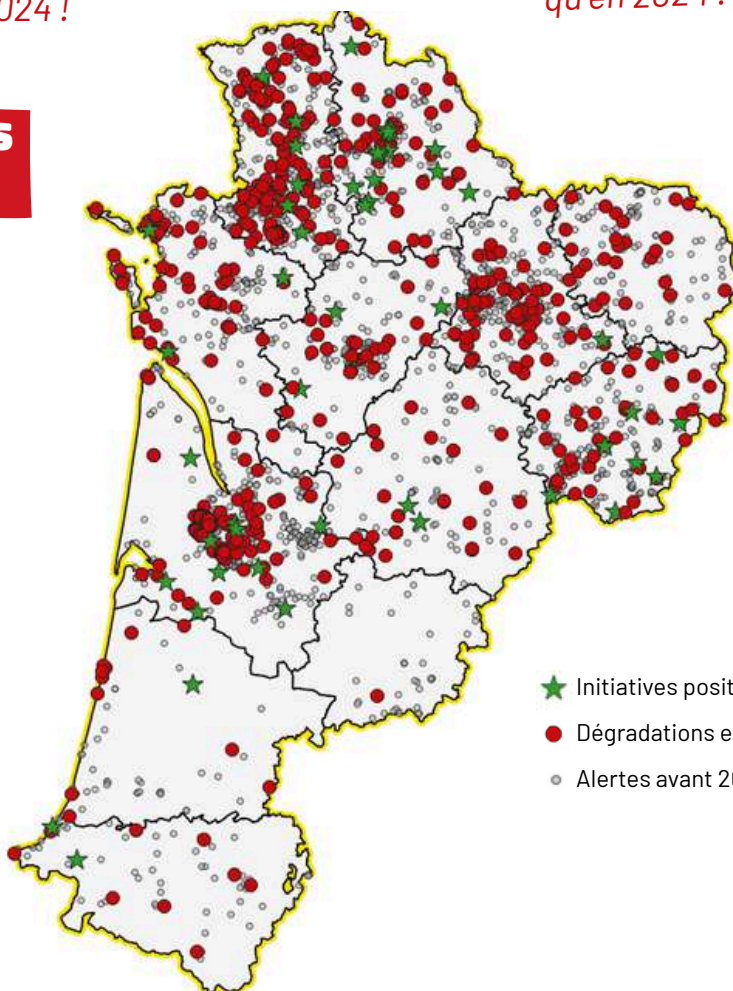 024 !
qu'en 2024 !
s
Initiatives posit
Dégradations e
Alertes avant 20